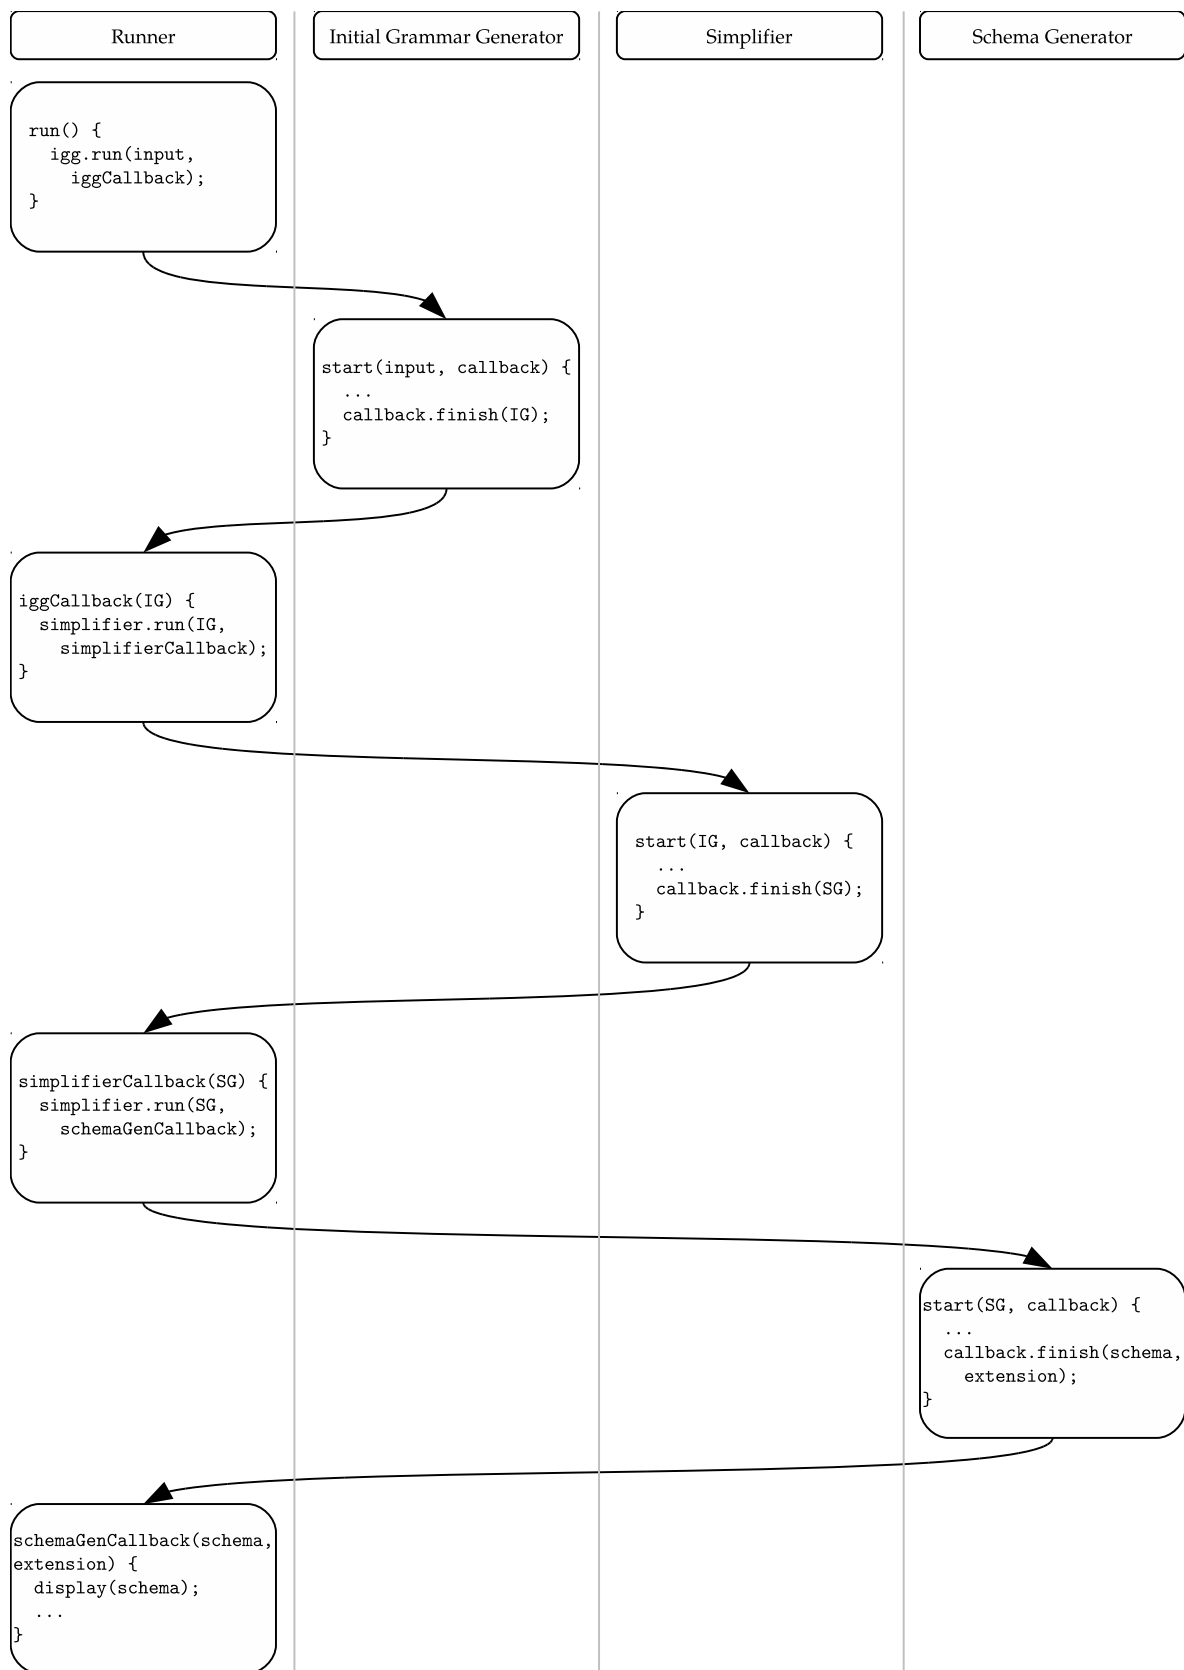 Runner
Initial Grammar Generator
Simplifier
Schema Generator
run() {
  igg.run(input,
    iggCallback);
}
start(input, callback) {
  ...
  callback.finish(IG);
}
iggCallback(IG) {
  simplifier.run(IG,
    simplifierCallback);
}
start(IG, callback) {
  ...
  callback.finish(SG);
}
simplifierCallback(SG) {
  simplifier.run(SG,
    schemaGenCallback);
}
start(SG, callback) {
  ...
  callback.finish(schema,
    extension);
}
schemaGenCallback(schema,
extension) {
  display(schema);
  ...
}